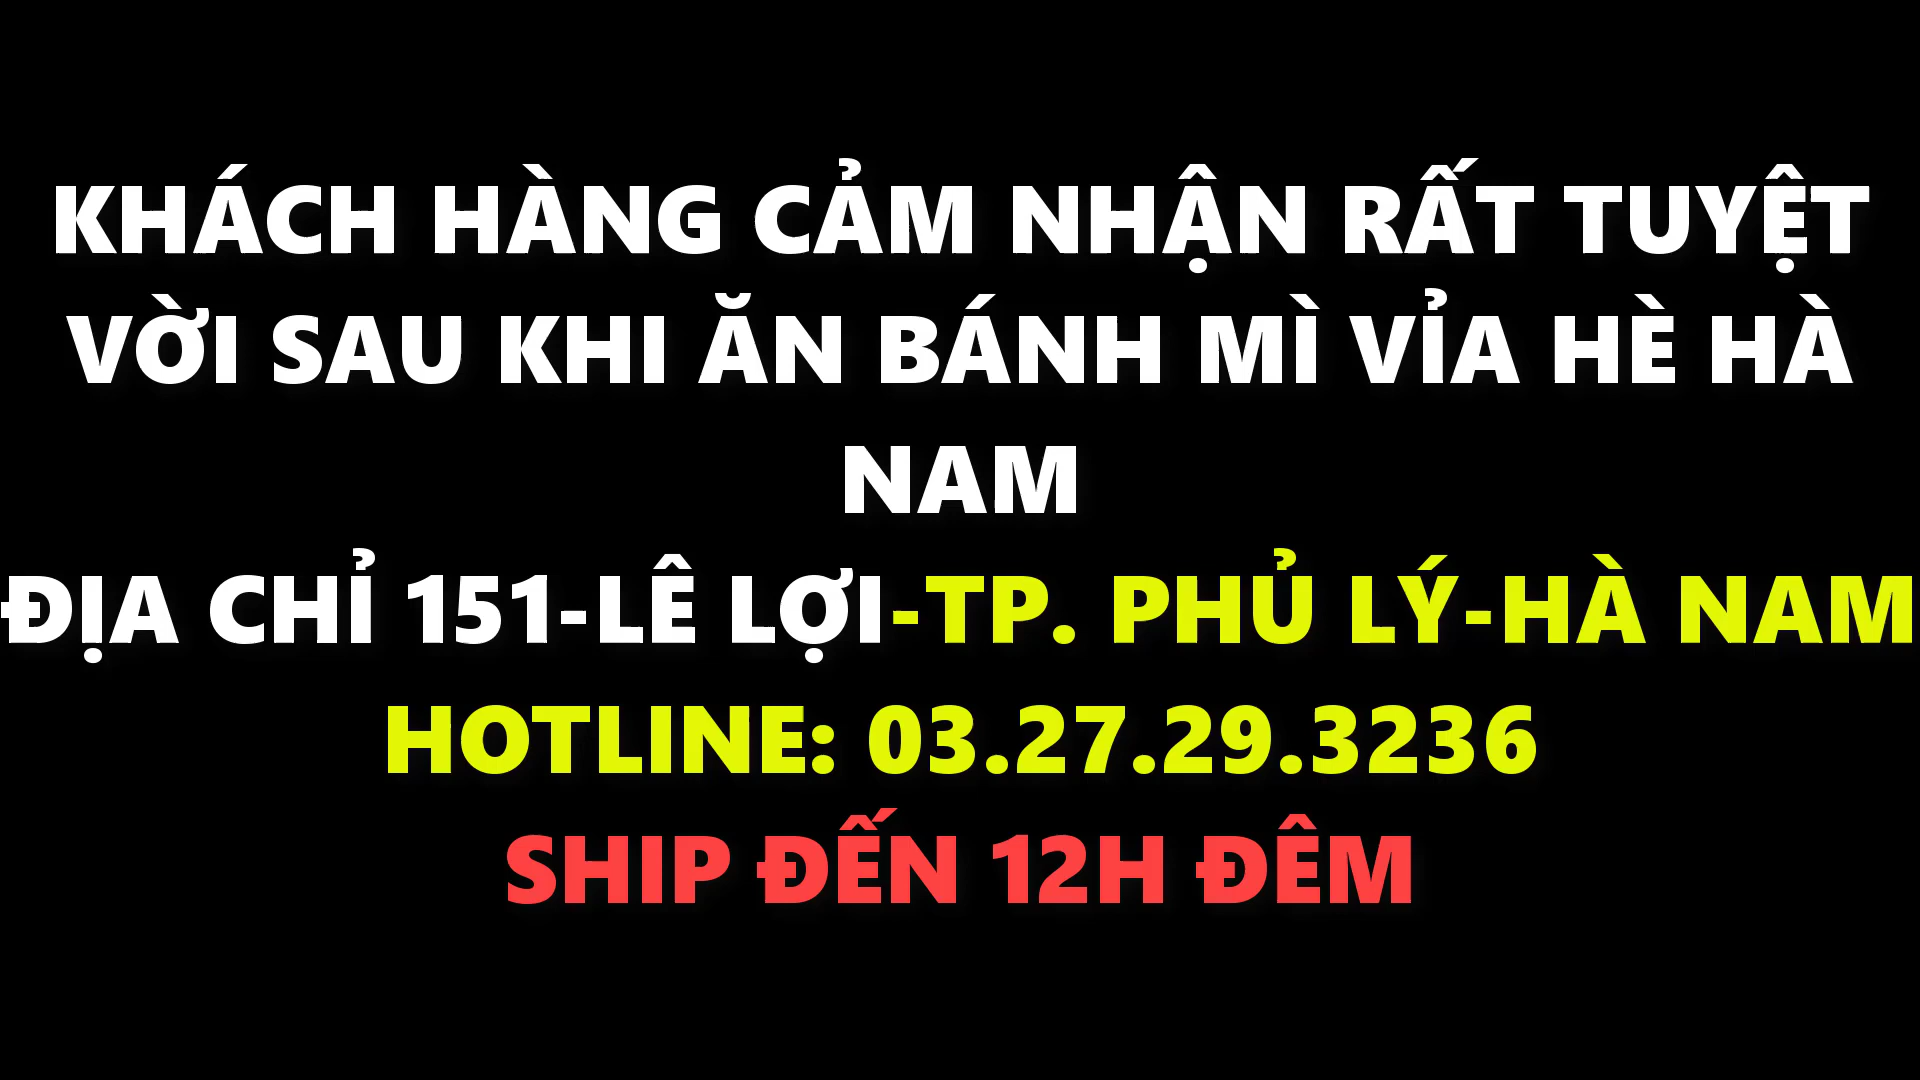 KHÁCH HÀNG CẢM NHẬN RẤT TUYỆT
VỜI SAU KHI ĂN BÁNH MÌ VỈA HÈ HÀ
NAM
ĐỊA CHỈ 151-LÊ LỢI-TP. PHỦ LÝ-HÀ NAM
HOTLINE: 03.27.29.3236
SHIP ĐẾN 12H ĐÊM